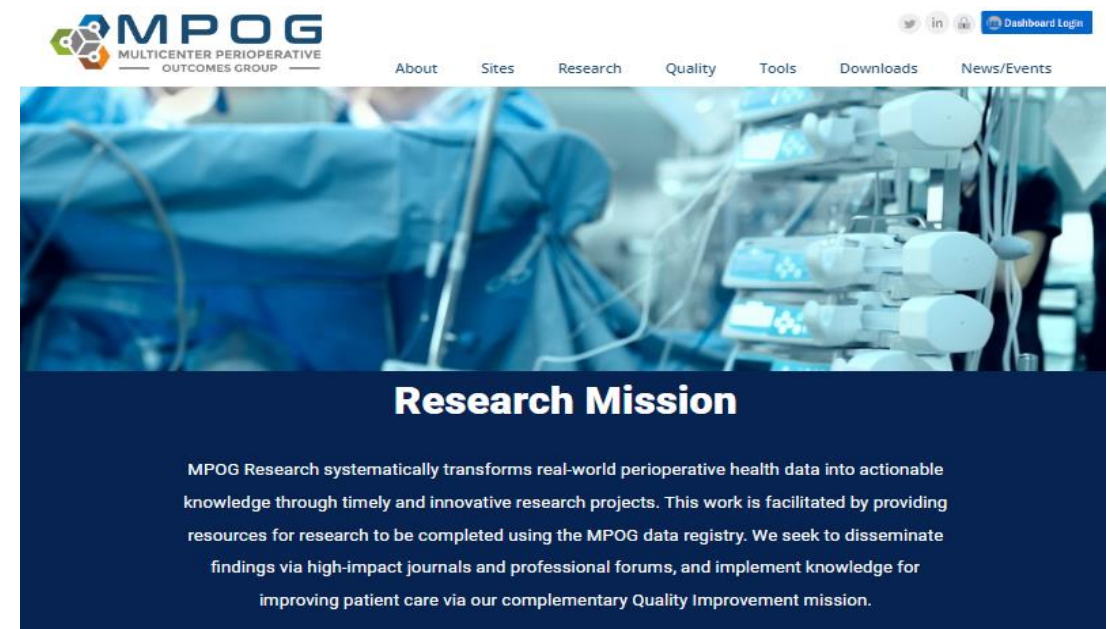 MPOG
MULTICENTER PERIOPERATIVE
OUTCOMES GROUP
Dashboard Login
About Sites Research Quality Tools Downloads News/Events
Research Mission
MPOG Research systematically transforms real-world perioperative health data into actionable
knowledge through timely and innovative research projects. This work is facilitated by providing
resources for research to be completed using the MPOG data registry. We seek to disseminate
findings via high-impact journals and professional forums, and implement knowledge for
improving patient care via our complementary Quality Improvement mission.